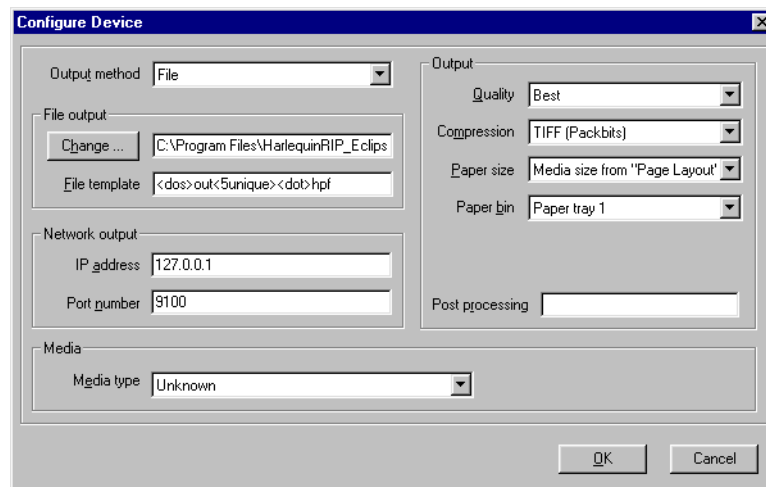 Configure Device
Output method File
File output
Change ... C:\Program Files\HarlequinRIP_Eclips
File template <dos>out<5unique><dot>hpf
Network output
IP address 127.0.0.1
Port number 9100
Output
Quality Best
Compression TIFF (Packbits)
Paper size Media size from "Page Layout"
Paper bin Paper tray 1
Post processing
Media
Media type Unknown
OK Cancel